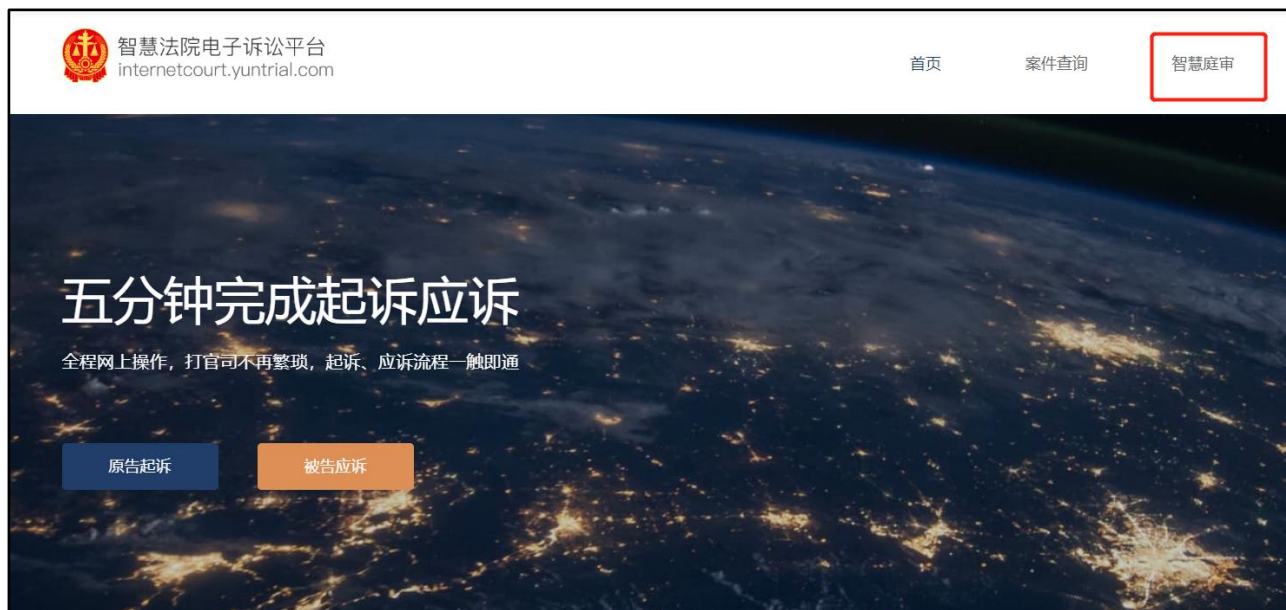 智慧法院电子诉讼平台
internetcourt.yuntrial.com
首页 案件查询 智慧庭审
五分钟完成起诉应诉
全程网上操作，打官司不再繁琐，起诉、应诉流程一触即通
原告起诉 被告应诉